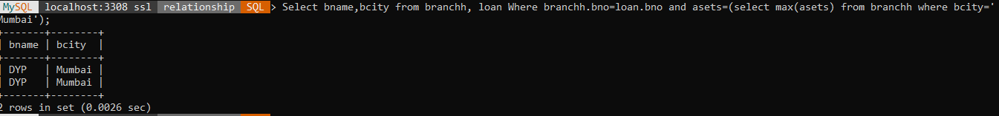 MySQL localhost:3308 ssl relationship SQL > Select bname,bcity from branchh, loan Where branchh.bno=loan.bno and asets=(select max(asets) from branchh where bcity='
Mumbai');
+-------+--------+
| bname | bcity  |
+-------+--------+
| DYP   | Mumbai |
| DYP   | Mumbai |
+-------+--------+
2 rows in set (0.0026 sec)